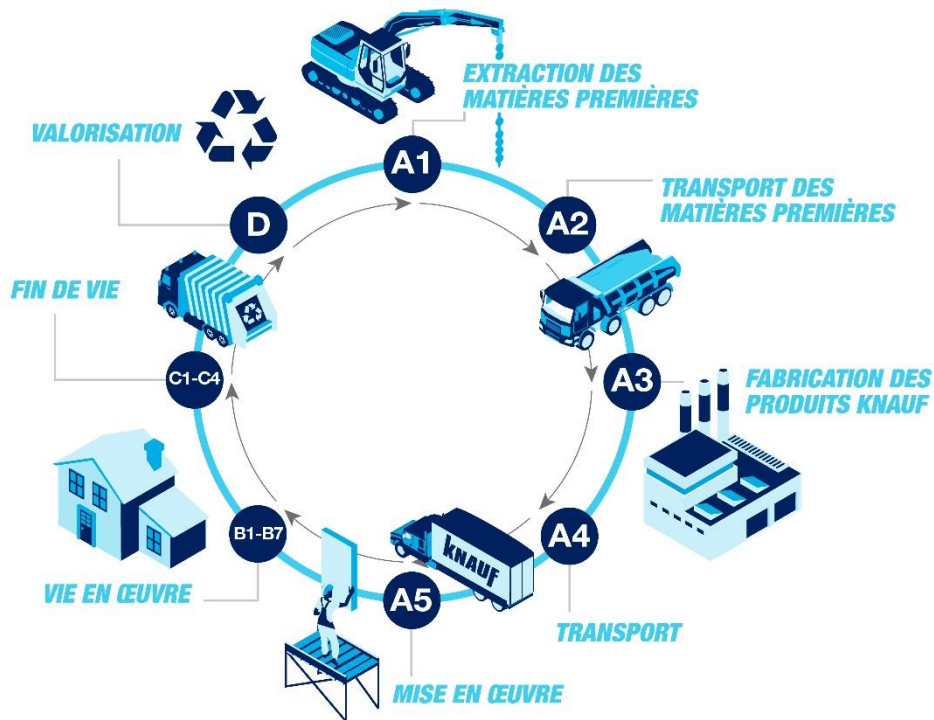 EXTRACTION DES
MATIÈRES PREMIÈRES
A1
A2
TRANSPORT DES
MATIÈRES PREMIÈRES
A3
FABRICATION DES
PRODUITS KNAUF
A4
TRANSPORT
KNAUF
A5
MISE EN ŒUVRE
B1-B7
VIE EN ŒUVRE
C1-C4
FIN DE VIE
D
VALORISATION